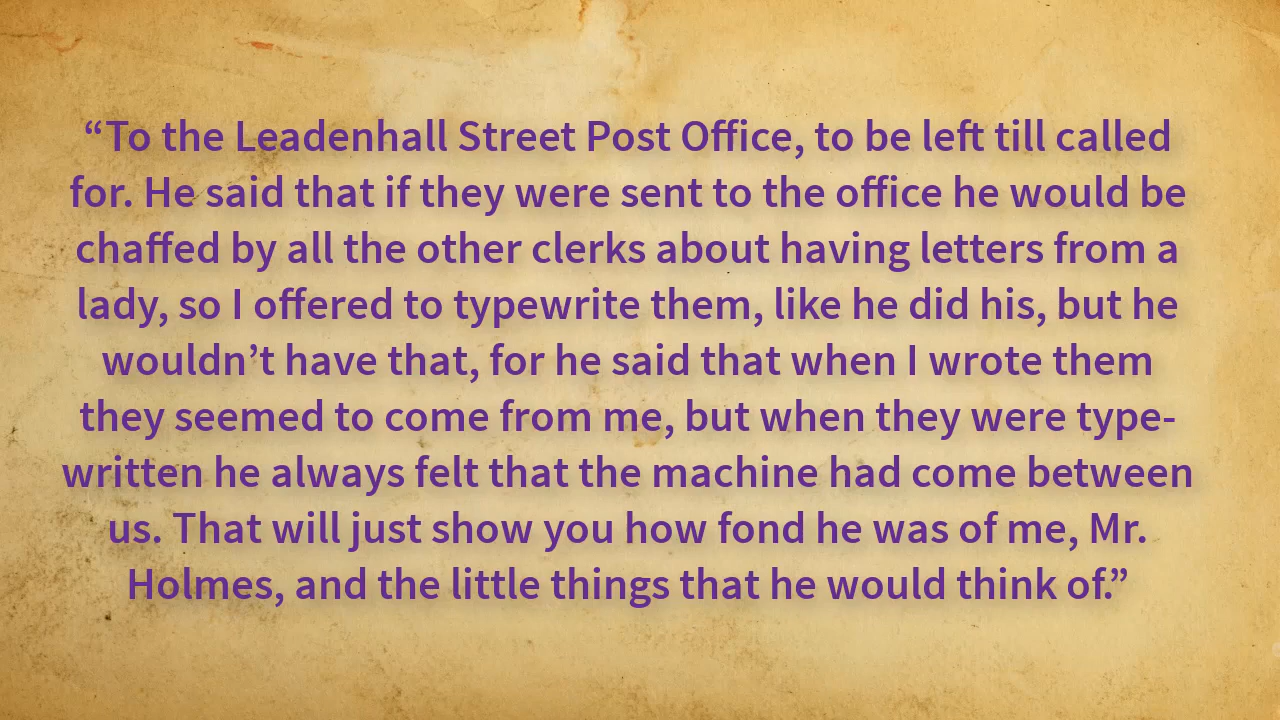 “To the Leadenhall Street Post Office, to be left till called
for. He said that if they were sent to the office he would be
chaffed by all the other clerks about having letters from a
lady, so I offered to typewrite them, like he did his, but he
wouldn’t have that, for he said that when I wrote them
they seemed to come from me, but when they were type-
written he always felt that the machine had come between
us. That will just show you how fond he was of me, Mr.
Holmes, and the little things that he would think of.”